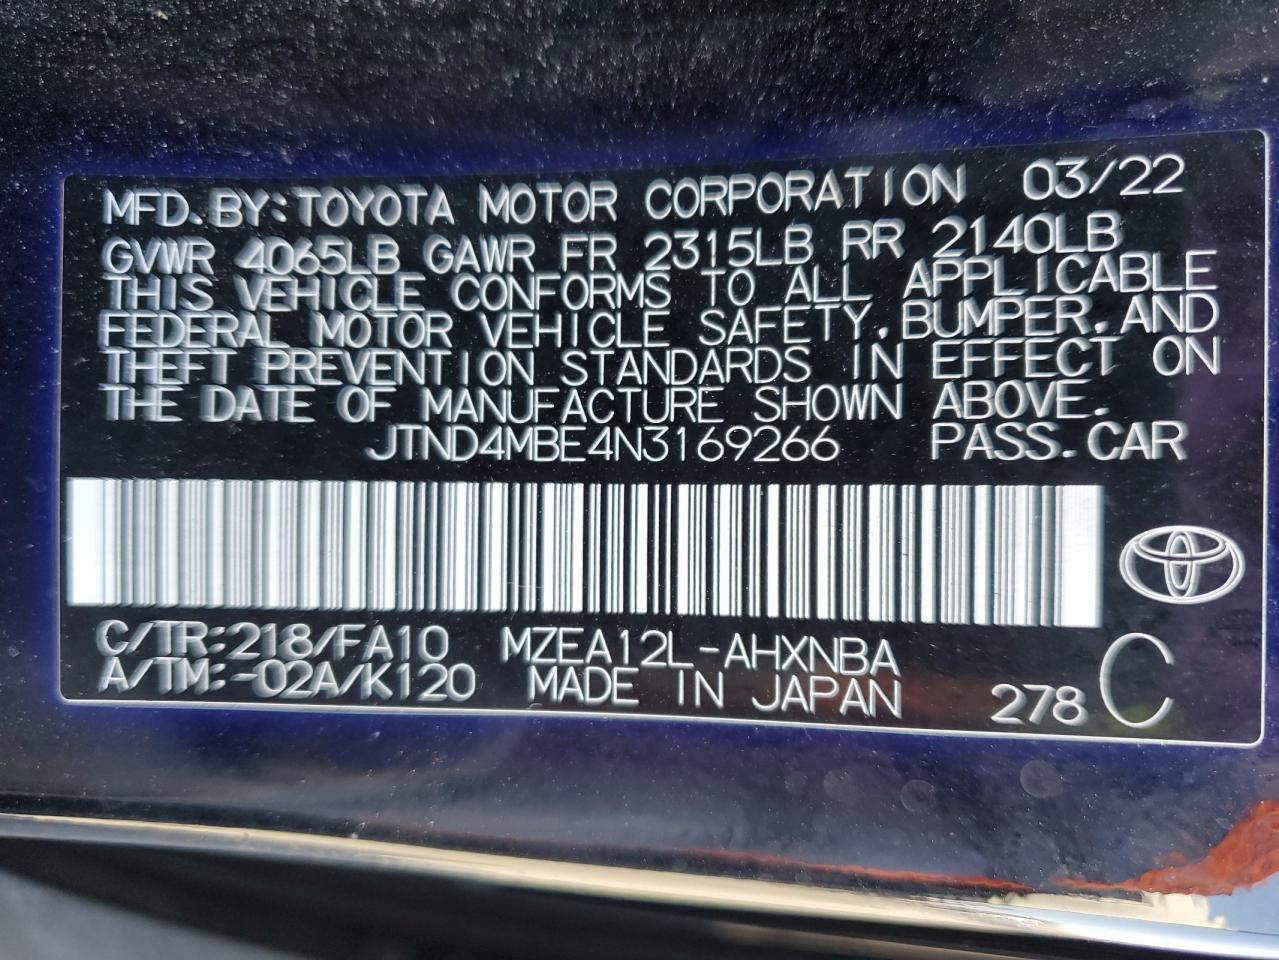 MFD. BY: TOYOTA MOTOR CORPORATION 03/22
GVWR 4065LB GAWR FR 2315LB RR 2140LB
THIS VEHICLE CONFORMS TO ALL APPLICABLE
FEDERAL MOTOR VEHICLE SAFETY, BUMPER, AND
THEFT PREVENTION STANDARDS IN EFFECT ON
THE DATE OF MANUFACTURE SHOWN ABOVE.
JTND4MBE4N3169266 PASS. CAR
C/TR:218/FA10 MZEA12L-AHXNBA
A/TM:-02A/K120 MADE IN JAPAN 278 C